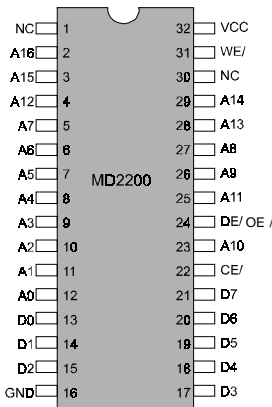 NC 1 32 VCC
A16 2 31 WE/
A15 3 30 NC
A12 4 29 A14
A7 5 28 A13
A6 6 27 A8
A5 7 26 A9
MD2200
A4 8 25 A11
A3 9 24 DE/ OE /
A2 10 23 A10
A1 11 22 CE/
A0 12 21 D7
D0 13 20 D6
D1 14 19 D5
D2 15 18 D4
GND 16 17 D3